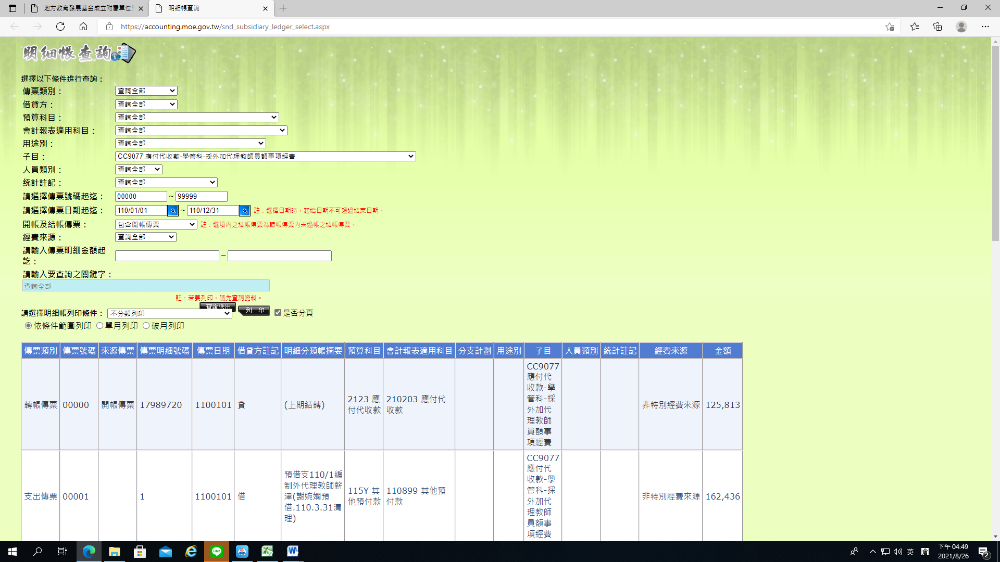 地方教育發展基金成立附屬單位
明細帳查詢
https://accounting.moe.gov.tw/snd_subsidiary_ledger_select.aspx
明細帳查詢
選擇以下條件進行查詢：
傳票類別： 查詢全部
借貸方： 查詢全部
預算科目： 查詢全部
會計報表適用科目： 查詢全部
用途別： 查詢全部
子目： CC9077 應付代收款-學管科-採外加代理教師員額事項經費
人員類別： 查詢全部
統計註記： 查詢全部
請選擇傳票號碼起迄： 00000 ~ 99999
請選擇傳票日期起迄： 110/01/01 ~ 110/12/31 註：選擇日期時，起始日期不可超過結束日期。
開帳及結帳傳票： 包含開帳傳票 註：選項內之結帳傳票為轉帳傳票內未過帳之結帳傳票。
經費來源： 查詢全部
請輸入傳票明細金額起
訖： ~
請輸入要查詢之關鍵字：
查詢全部
註：若要列印，請先查詢資料。
查詢送出
請選擇明細帳列印條件： 不分類列印 列 印 是否分頁
依條件範圍列印 單月列印 破月列印
傳票類別 傳票號碼 來源傳票 傳票明細號碼 傳票日期 借貸方註記 明細分類帳摘要 預算科目 會計報表適用科目 分支計劃 用途別 子目 人員類別 統計註記 經費來源 金額
轉帳傳票 00000 開帳傳票 17989720 1100101 貸 (上期結轉)
2123 應
付代收款
210203 應付代
收款
CC9077
應付代
收款-學
管科-採
外加代
理教師
員額事
項經費
非特別經費來源 125,813
支出傳票 00001 1 1100101 借
預借支110/1編
制外代理教師薪
津(謝婉嫻預
借.110.3.31清
理)
115Y 其
他預付款
110899 其他預
付款
CC9077
應付代
收款-學
管科-採
外加代
理教師
員額事
項經費
非特別經費來源 162,436
英
下午 04:49
2021/8/26
2